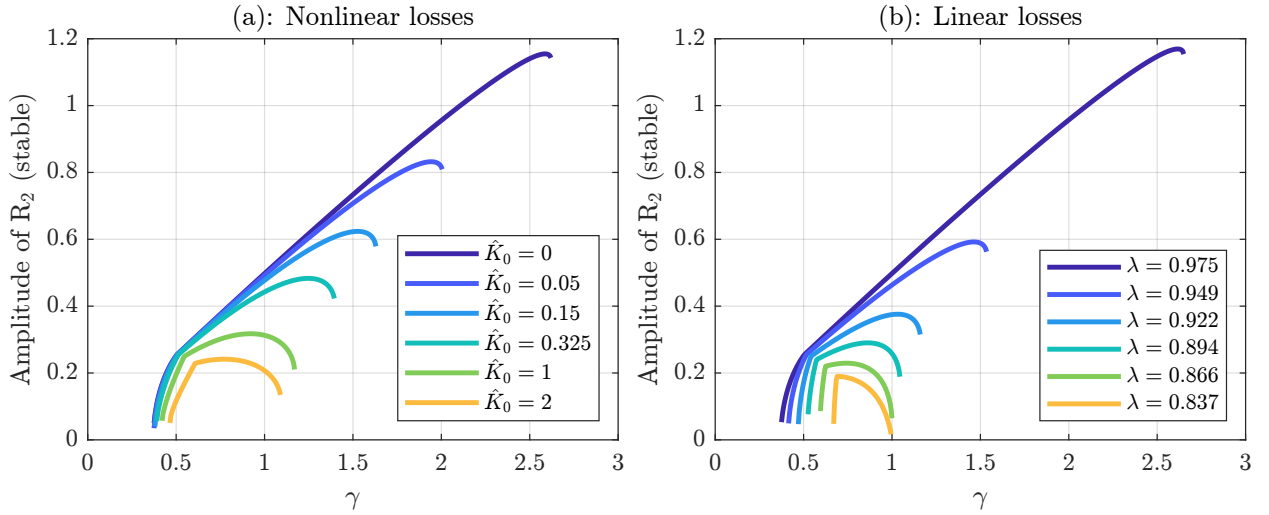 (a): Nonlinear losses
Amplitude of R₂ (stable)
1.2
1
0.8
0.6
0.4
0.2
0
0
0.5
1
1.5
2
2.5
3
γ
K̂₀ = 0
K̂₀ = 0.05
K̂₀ = 0.15
K̂₀ = 0.325
K̂₀ = 1
K̂₀ = 2
(b): Linear losses
Amplitude of R₂ (stable)
1.2
1
0.8
0.6
0.4
0.2
0
0
0.5
1
1.5
2
2.5
3
γ
λ = 0.975
λ = 0.949
λ = 0.922
λ = 0.894
λ = 0.866
λ = 0.837